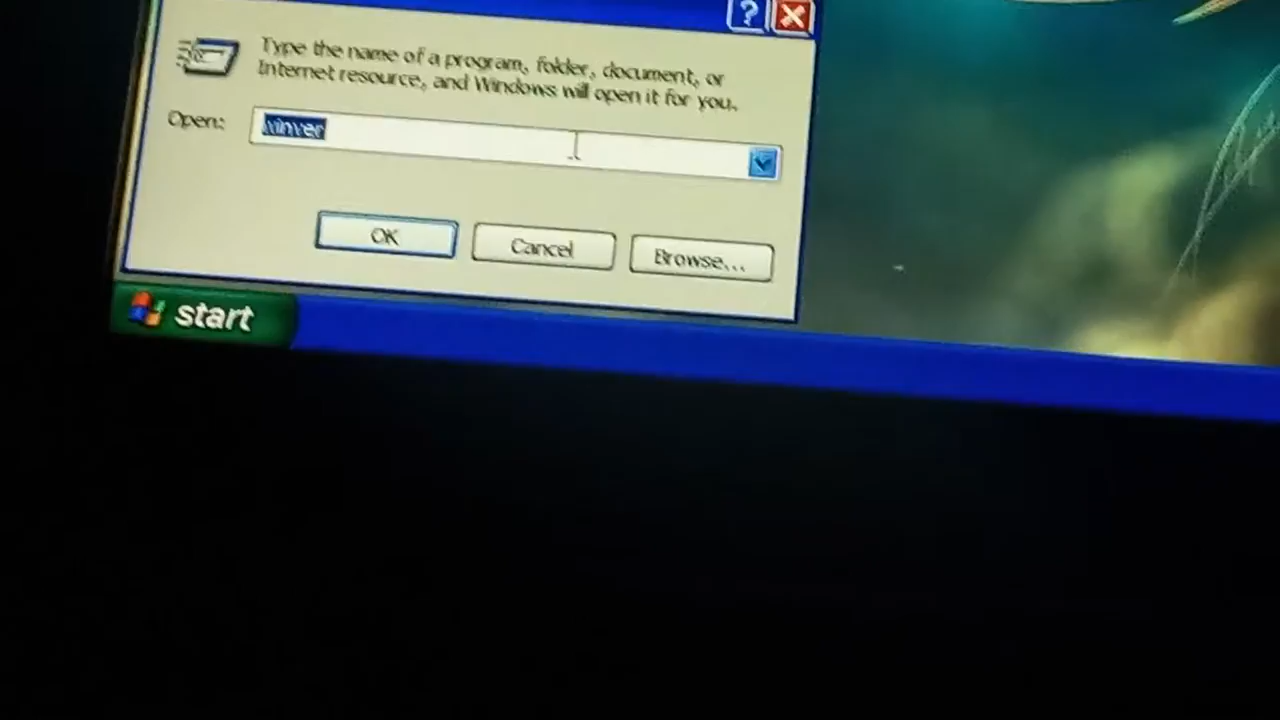 Type the name of a program, folder, document, or
Internet resource, and Windows will open it for you.
Open:
winver
OK
Cancel
Browse...
start